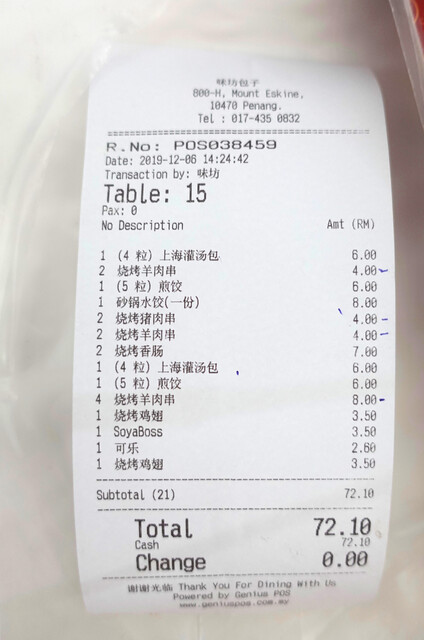 味坊包子
800-H, Mount Eskine,
10470 Penang.
Tel : 017-435 0832
R.No: POS038459
Date: 2019-12-06 14:24:42
Transaction by: 味坊
Table: 15
Pax: 0
No Description Amt (RM)
1 (4 粒) 上海灌汤包 6.00
2 烧烤羊肉串 4.00
1 (5 粒) 煎饺 6.00
1 砂锅水饺(一份) 8.00
2 烧烤猪肉串 4.00
2 烧烤羊肉串 4.00
2 烧烤香肠 7.00
1 (4 粒) 上海灌汤包 6.00
1 (5 粒) 煎饺 6.00
4 烧烤羊肉串 8.00
1 烧烤鸡翅 3.50
1 SoyaBoss 3.50
1 可乐 2.60
1 烧烤鸡翅 3.50
Subtotal (21) 72.10
Total 72.10
Cash 72.10
Change 0.00
谢谢光临 Thank You For Dining With Us
Powered by Genius POS
www.geniuspos.com.my